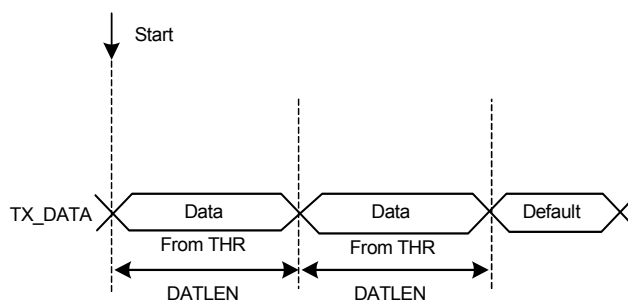 Start
TX_DATA Data Data Default
From THR From THR
DATLEN DATLEN